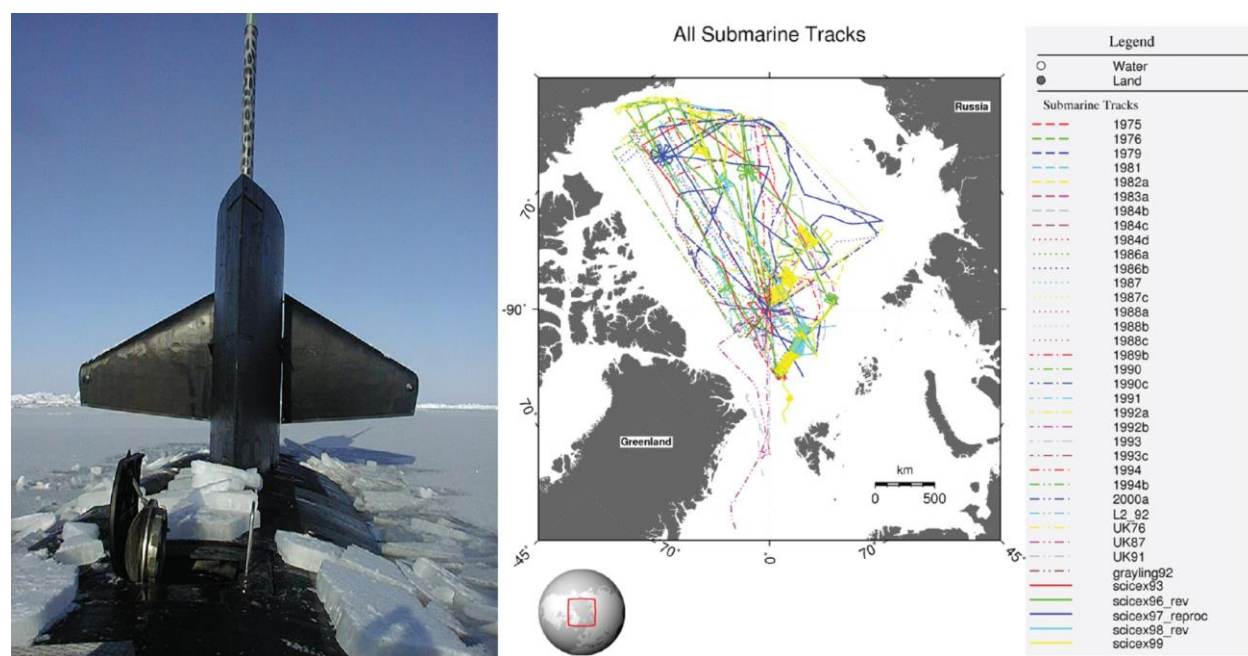 All Submarine Tracks
Russia
Greenland
70°
-90°
70°
45°
70°
0
70°
45°
km
0 500
Legend
Water
Land
Submarine Tracks
1975
1976
1979
1981
1982a
1983a
1984b
1984c
1984d
1986a
1986b
1987
1987c
1988a
1988b
1988c
1989b
1990
1990c
1991
1992a
1992b
1993
1993c
1994
1994b
2000a
L2_92
UK76
UK87
UK91
grayling92
scicex93
scicex96_rev
scicex97_reproc
scicex98_rev
scicex99